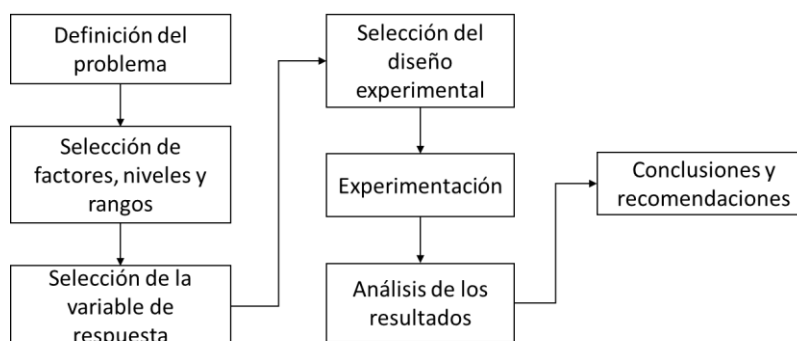 Definición del
problema
Selección de
factores, niveles y
rangos
Selección de la
variable de
respuesta
Selección del
diseño
experimental
Experimentación
Análisis de los
resultados
Conclusiones y
recomendaciones